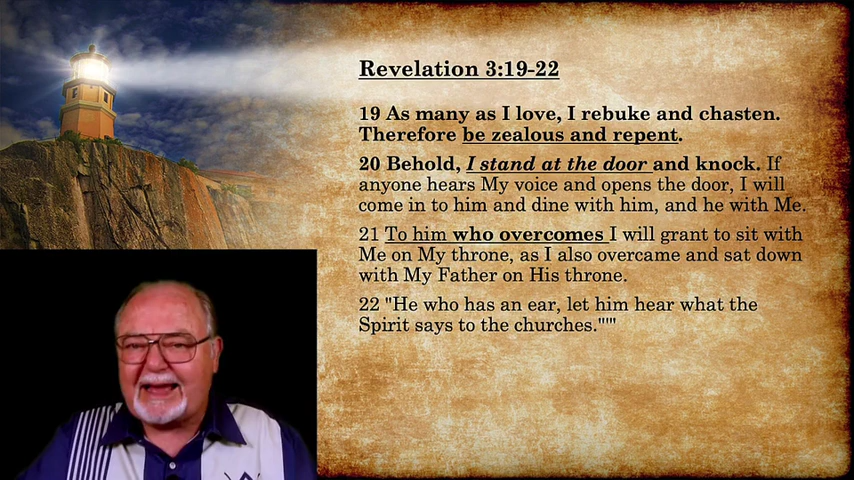 Revelation 3:19-22
19 As many as I love, I rebuke and chasten.
Therefore be zealous and repent.
20 Behold, I stand at the door and knock. If
anyone hears My voice and opens the door, I will
come in to him and dine with him, and he with Me.
21 To him who overcomes I will grant to sit with
Me on My throne, as I also overcame and sat down
with My Father on His throne.
22 "He who has an ear, let him hear what the
Spirit says to the churches."'"